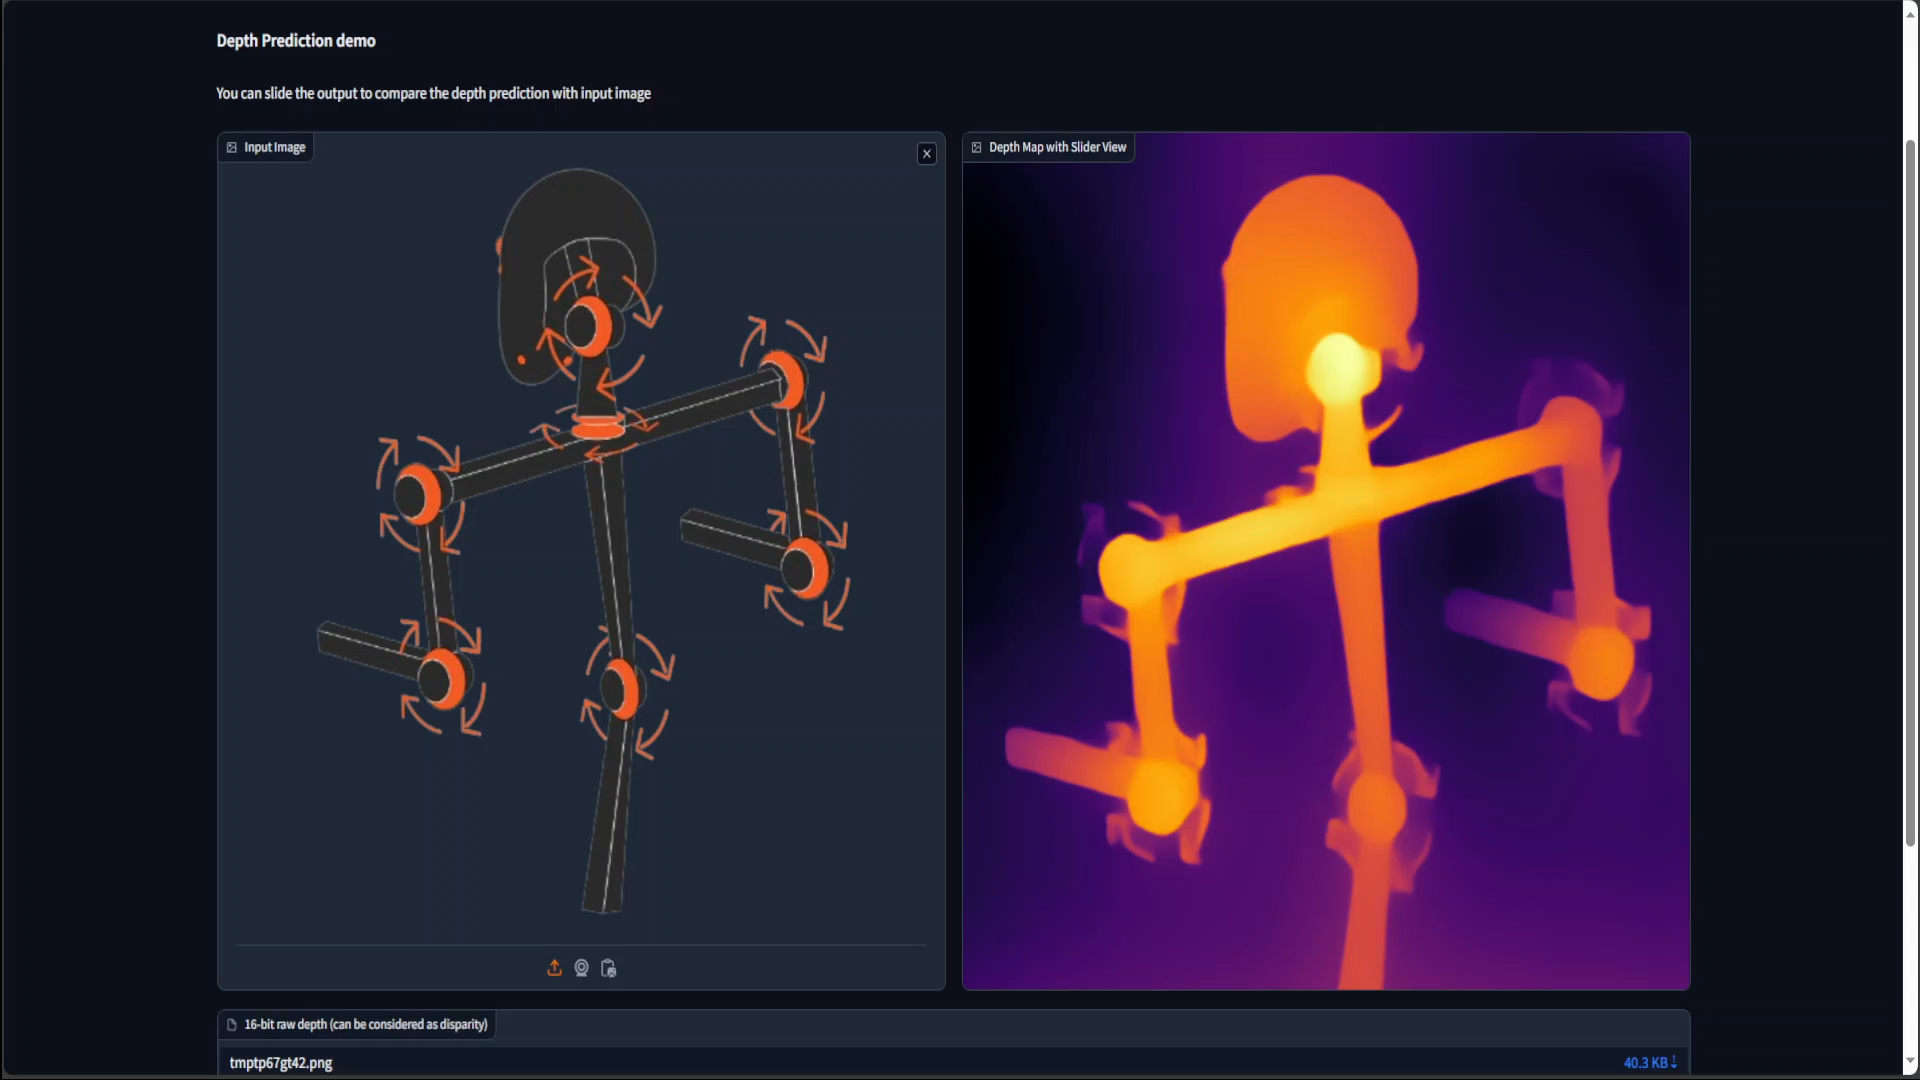 Depth Prediction demo
You can slide the output to compare the depth prediction with input image
Input Image
Depth Map with Slider View
16-bit raw depth (can be considered as disparity)
tmptp67gt42.png
40.3 KB ⇣